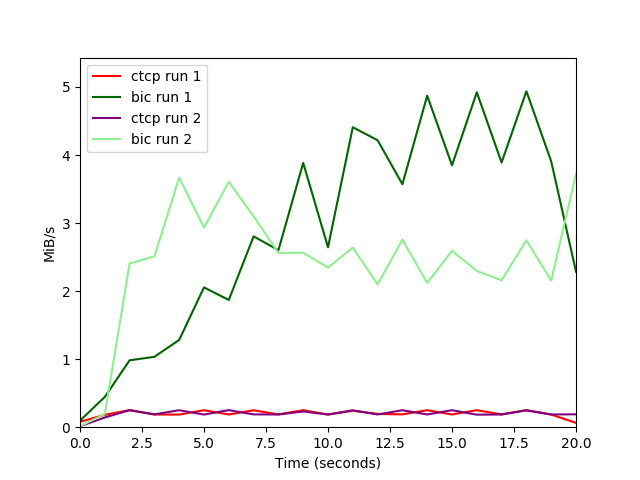 ctcp run 1
bic run 1
ctcp run 2
bic run 2
5
4
3
2
1
0
MiB/s
0.0 2.5 5.0 7.5 10.0 12.5 15.0 17.5 20.0
Time (seconds)